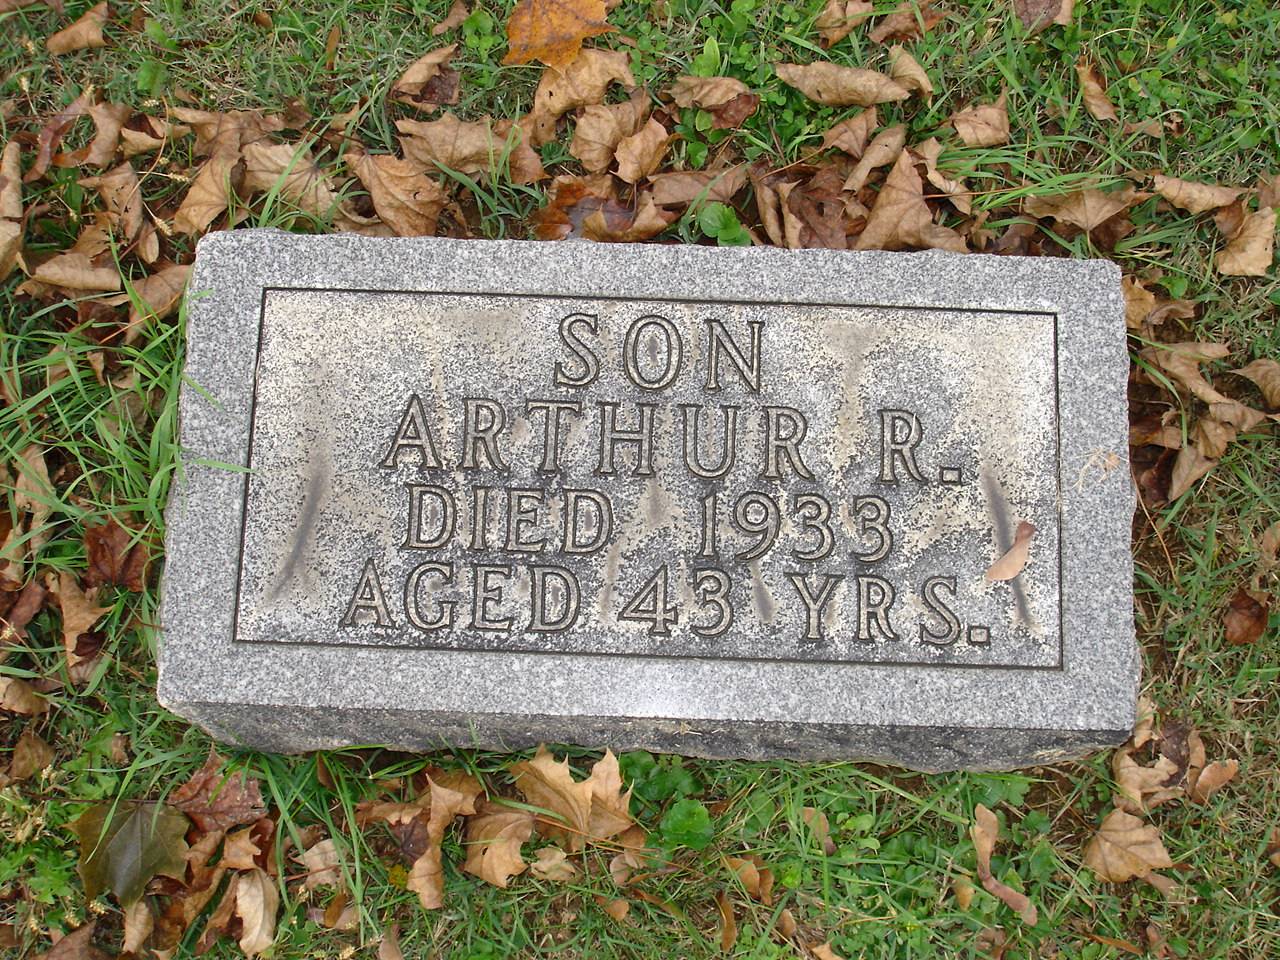 SON
ARTHUR R.
DIED 1933
AGED 43 YRS.